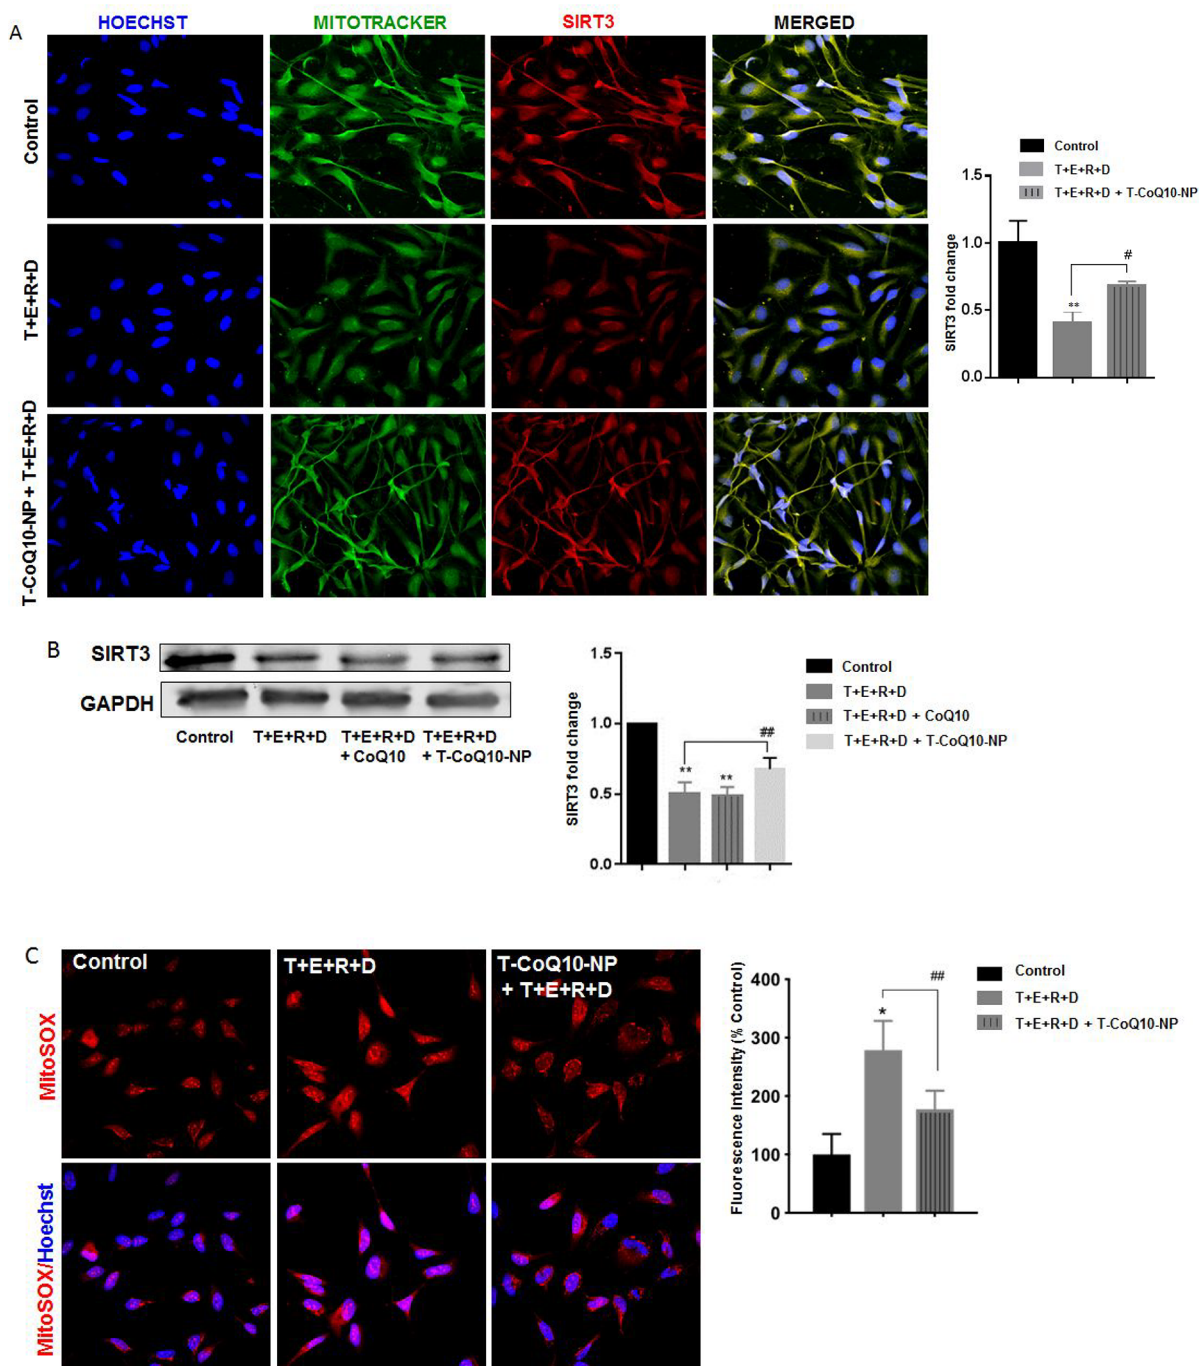 A
HOECHST
MITOTRACKER
SIRT3
MERGED
Control
T+E+R+D
T-CoQ10-NP + T+E+R+D
Control
T+E+R+D
T+E+R+D + T-CoQ10-NP
SIRT3 fold change
1.5
1.0
0.5
0.0
**
#
B
SIRT3
GAPDH
Control
T+E+R+D
T+E+R+D
+ CoQ10
T+E+R+D
+ T-CoQ10-NP
SIRT3 fold change
1.5
1.0
0.5
0.0
**
**
##
Control
T+E+R+D
T+E+R+D + CoQ10
T+E+R+D + T-CoQ10-NP
C
Control
T+E+R+D
T-CoQ10-NP
+ T+E+R+D
MitoSOX
MitoSOX/Hoechst
Fluorescence Intensity (% Control)
400
300
200
100
0
*
##
Control
T+E+R+D
T+E+R+D + T-CoQ10-NP